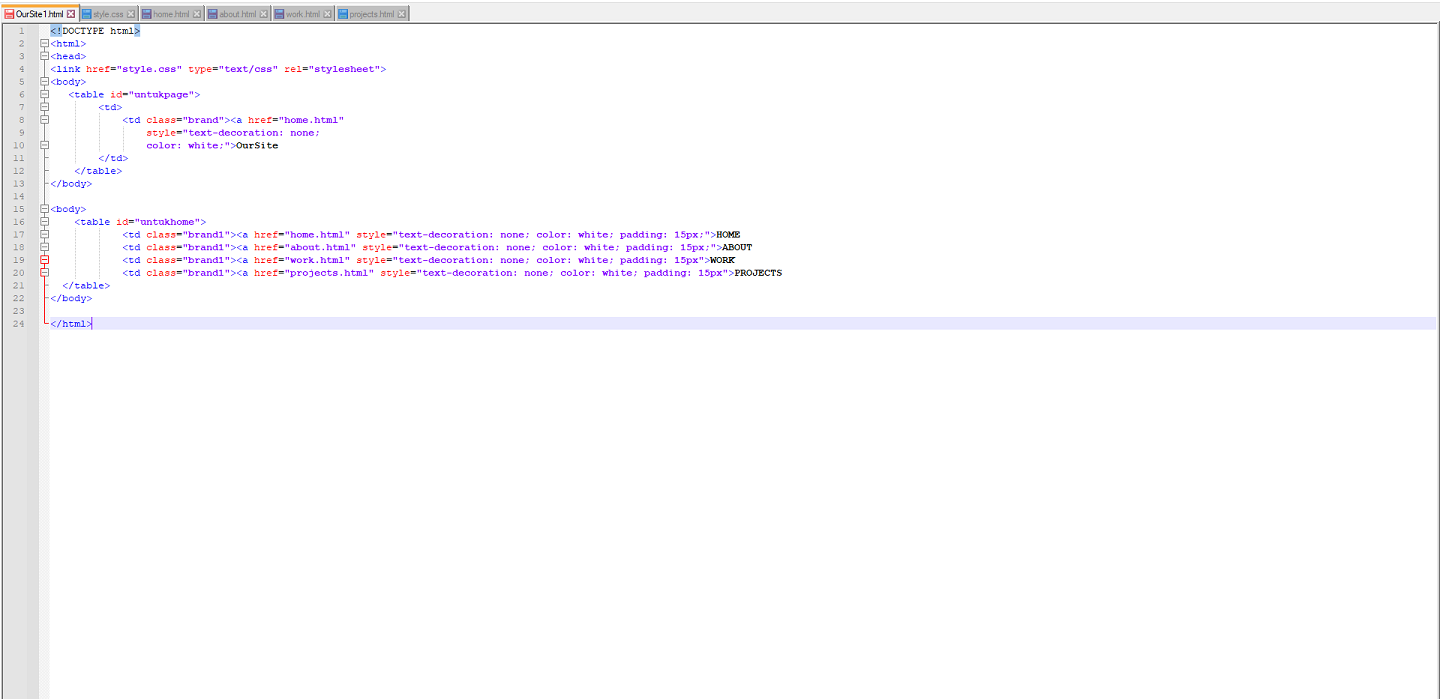 OurSite1.html style.css home.html about.html work.html projects.html
1 <!DOCTYPE html>
2 <html>
3 <head>
4 <link href="style.css" type="text/css" rel="stylesheet">
5 <body>
6 <table id="untukpage">
7 <td>
8 <td class="brand"><a href="home.html"
9 style="text-decoration: none;
10 color: white;">OurSite
11 </td>
12 </table>
13 </body>
14
15 <body>
16 <table id="untukhome">
17 <td class="brand1"><a href="home.html" style="text-decoration: none; color: white; padding: 15px;">HOME
18 <td class="brand1"><a href="about.html" style="text-decoration: none; color: white; padding: 15px;">ABOUT
19 <td class="brand1"><a href="work.html" style="text-decoration: none; color: white; padding: 15px">WORK
20 <td class="brand1"><a href="projects.html" style="text-decoration: none; color: white; padding: 15px">PROJECTS
21 </table>
22 </body>
23
24 </html>